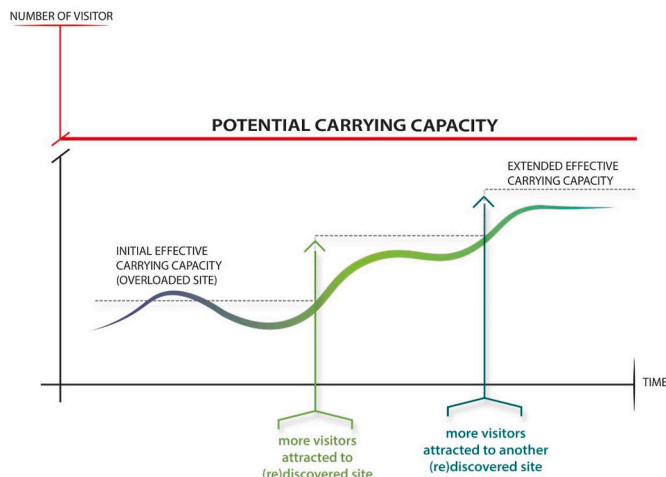 NUMBER OF VISITOR
POTENTIAL CARRYING CAPACITY
EXTENDED EFFECTIVE
CARRYING CAPACITY
INITIAL EFFECTIVE
CARRYING CAPACITY
(OVERLOADED SITE)
TIME
more visitors
attracted to
(re)discovered site
more visitors
attracted to another
(re)discovered site